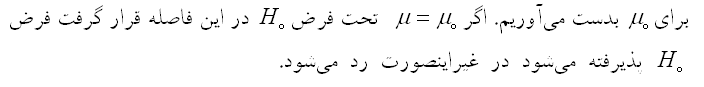 برای μ₀ بدست می‌آوریم. اگر μ = μ₀ تحت فرض H₀ در این فاصله قرار گرفت فرض
H₀ پذیرفته می‌شود در غیراینصورت رد می‌شود.